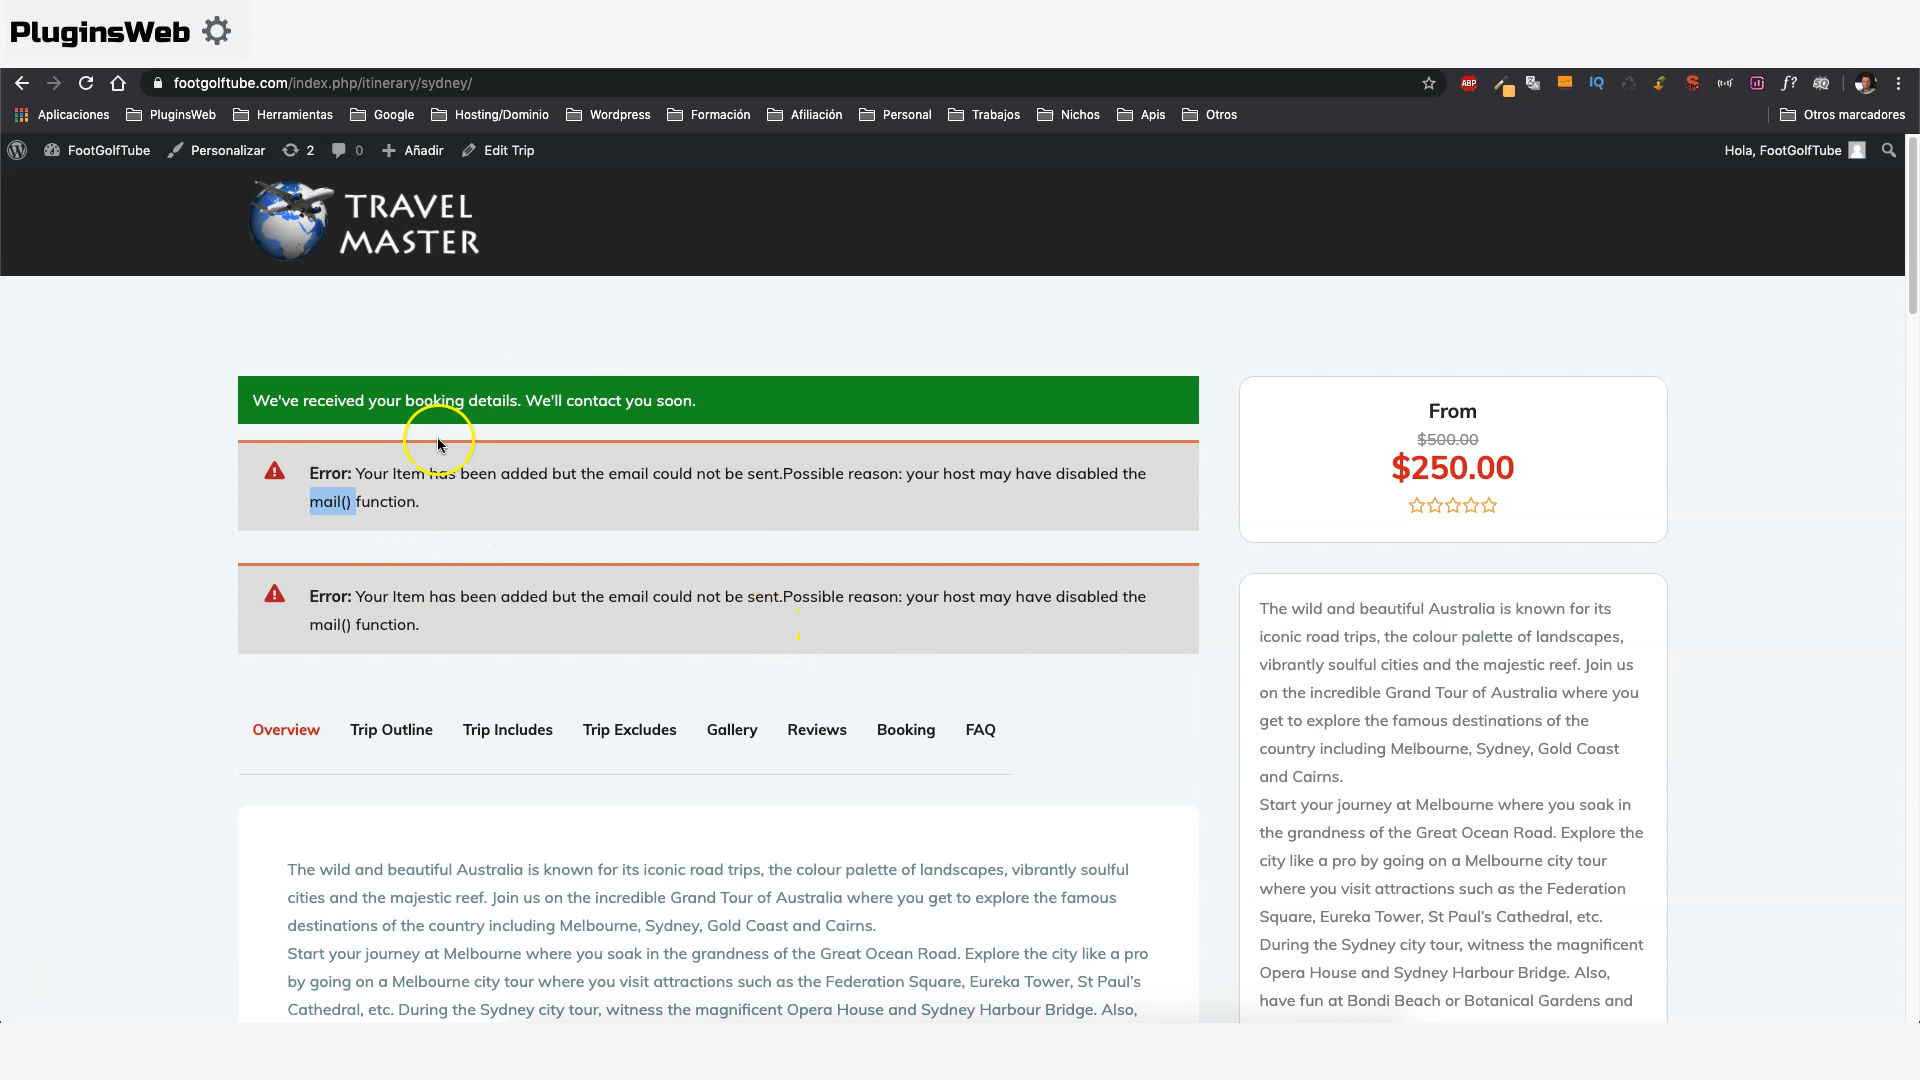 PluginsWeb
footgolftube.com/index.php/itinerary/sydney/
ABP
IQ
f?
Aplicaciones PluginsWeb Herramientas Google Hosting/Dominio Wordpress Formación Afiliación Personal Trabajos Nichos Apis Otros Otros marcadores
FootGolfTube Personalizar 2 0 Añadir Edit Trip Hola, FootGolfTube
TRAVEL
MASTER
We've received your booking details. We'll contact you soon.
Error: Your Item has been added but the email could not be sent.Possible reason: your host may have disabled the
mail() function.
Error: Your Item has been added but the email could not be sent.Possible reason: your host may have disabled the
mail() function.
Overview Trip Outline Trip Includes Trip Excludes Gallery Reviews Booking FAQ
The wild and beautiful Australia is known for its iconic road trips, the colour palette of landscapes, vibrantly soulful
cities and the majestic reef. Join us on the incredible Grand Tour of Australia where you get to explore the famous
destinations of the country including Melbourne, Sydney, Gold Coast and Cairns.
Start your journey at Melbourne where you soak in the grandness of the Great Ocean Road. Explore the city like a pro
by going on a Melbourne city tour where you visit attractions such as the Federation Square, Eureka Tower, St Paul's
Cathedral, etc. During the Sydney city tour, witness the magnificent Opera House and Sydney Harbour Bridge. Also,
From
$500.00
$250.00
The wild and beautiful Australia is known for its
iconic road trips, the colour palette of landscapes,
vibrantly soulful cities and the majestic reef. Join us
on the incredible Grand Tour of Australia where you
get to explore the famous destinations of the
country including Melbourne, Sydney, Gold Coast
and Cairns.
Start your journey at Melbourne where you soak in
the grandness of the Great Ocean Road. Explore the
city like a pro by going on a Melbourne city tour
where you visit attractions such as the Federation
Square, Eureka Tower, St Paul's Cathedral, etc.
During the Sydney city tour, witness the magnificent
Opera House and Sydney Harbour Bridge. Also,
have fun at Bondi Beach or Botanical Gardens and